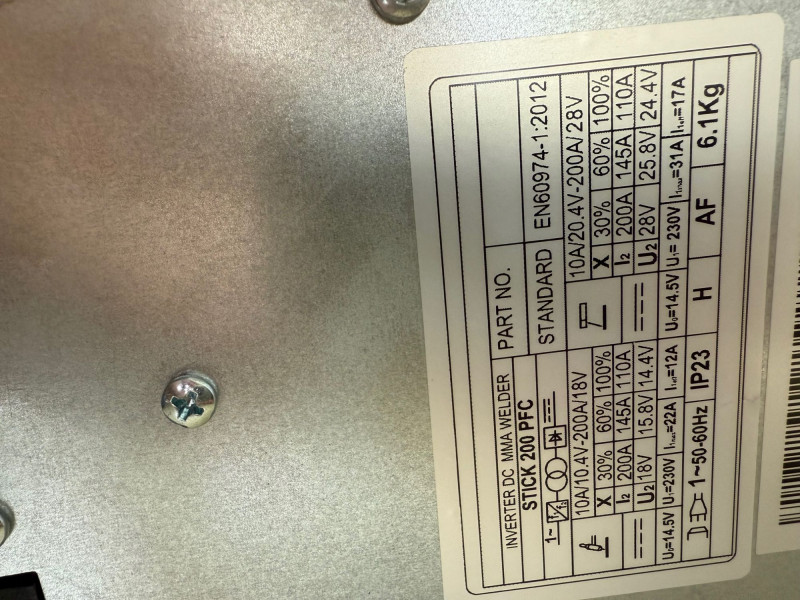 INVERTER DC MMA WELDER
STICK 200 PFC
PART NO.
STANDARD EN60974-1:2012
1~
10A/10.4V-200A/18V
X 30% 60% 100%
I2 200A 145A 110A
U2 18V 15.8V 14.4V
U0=14.5V U1=230V I1max=22A I1eff=12A
10A/20.4V-200A/28V
X 30% 60% 100%
I2 200A 145A 110A
U2 28V 25.8V 24.4V
U0=14.5V U1=230V I1max=31A I1eff=17A
1~50-60Hz IP23 H AF 6.1Kg